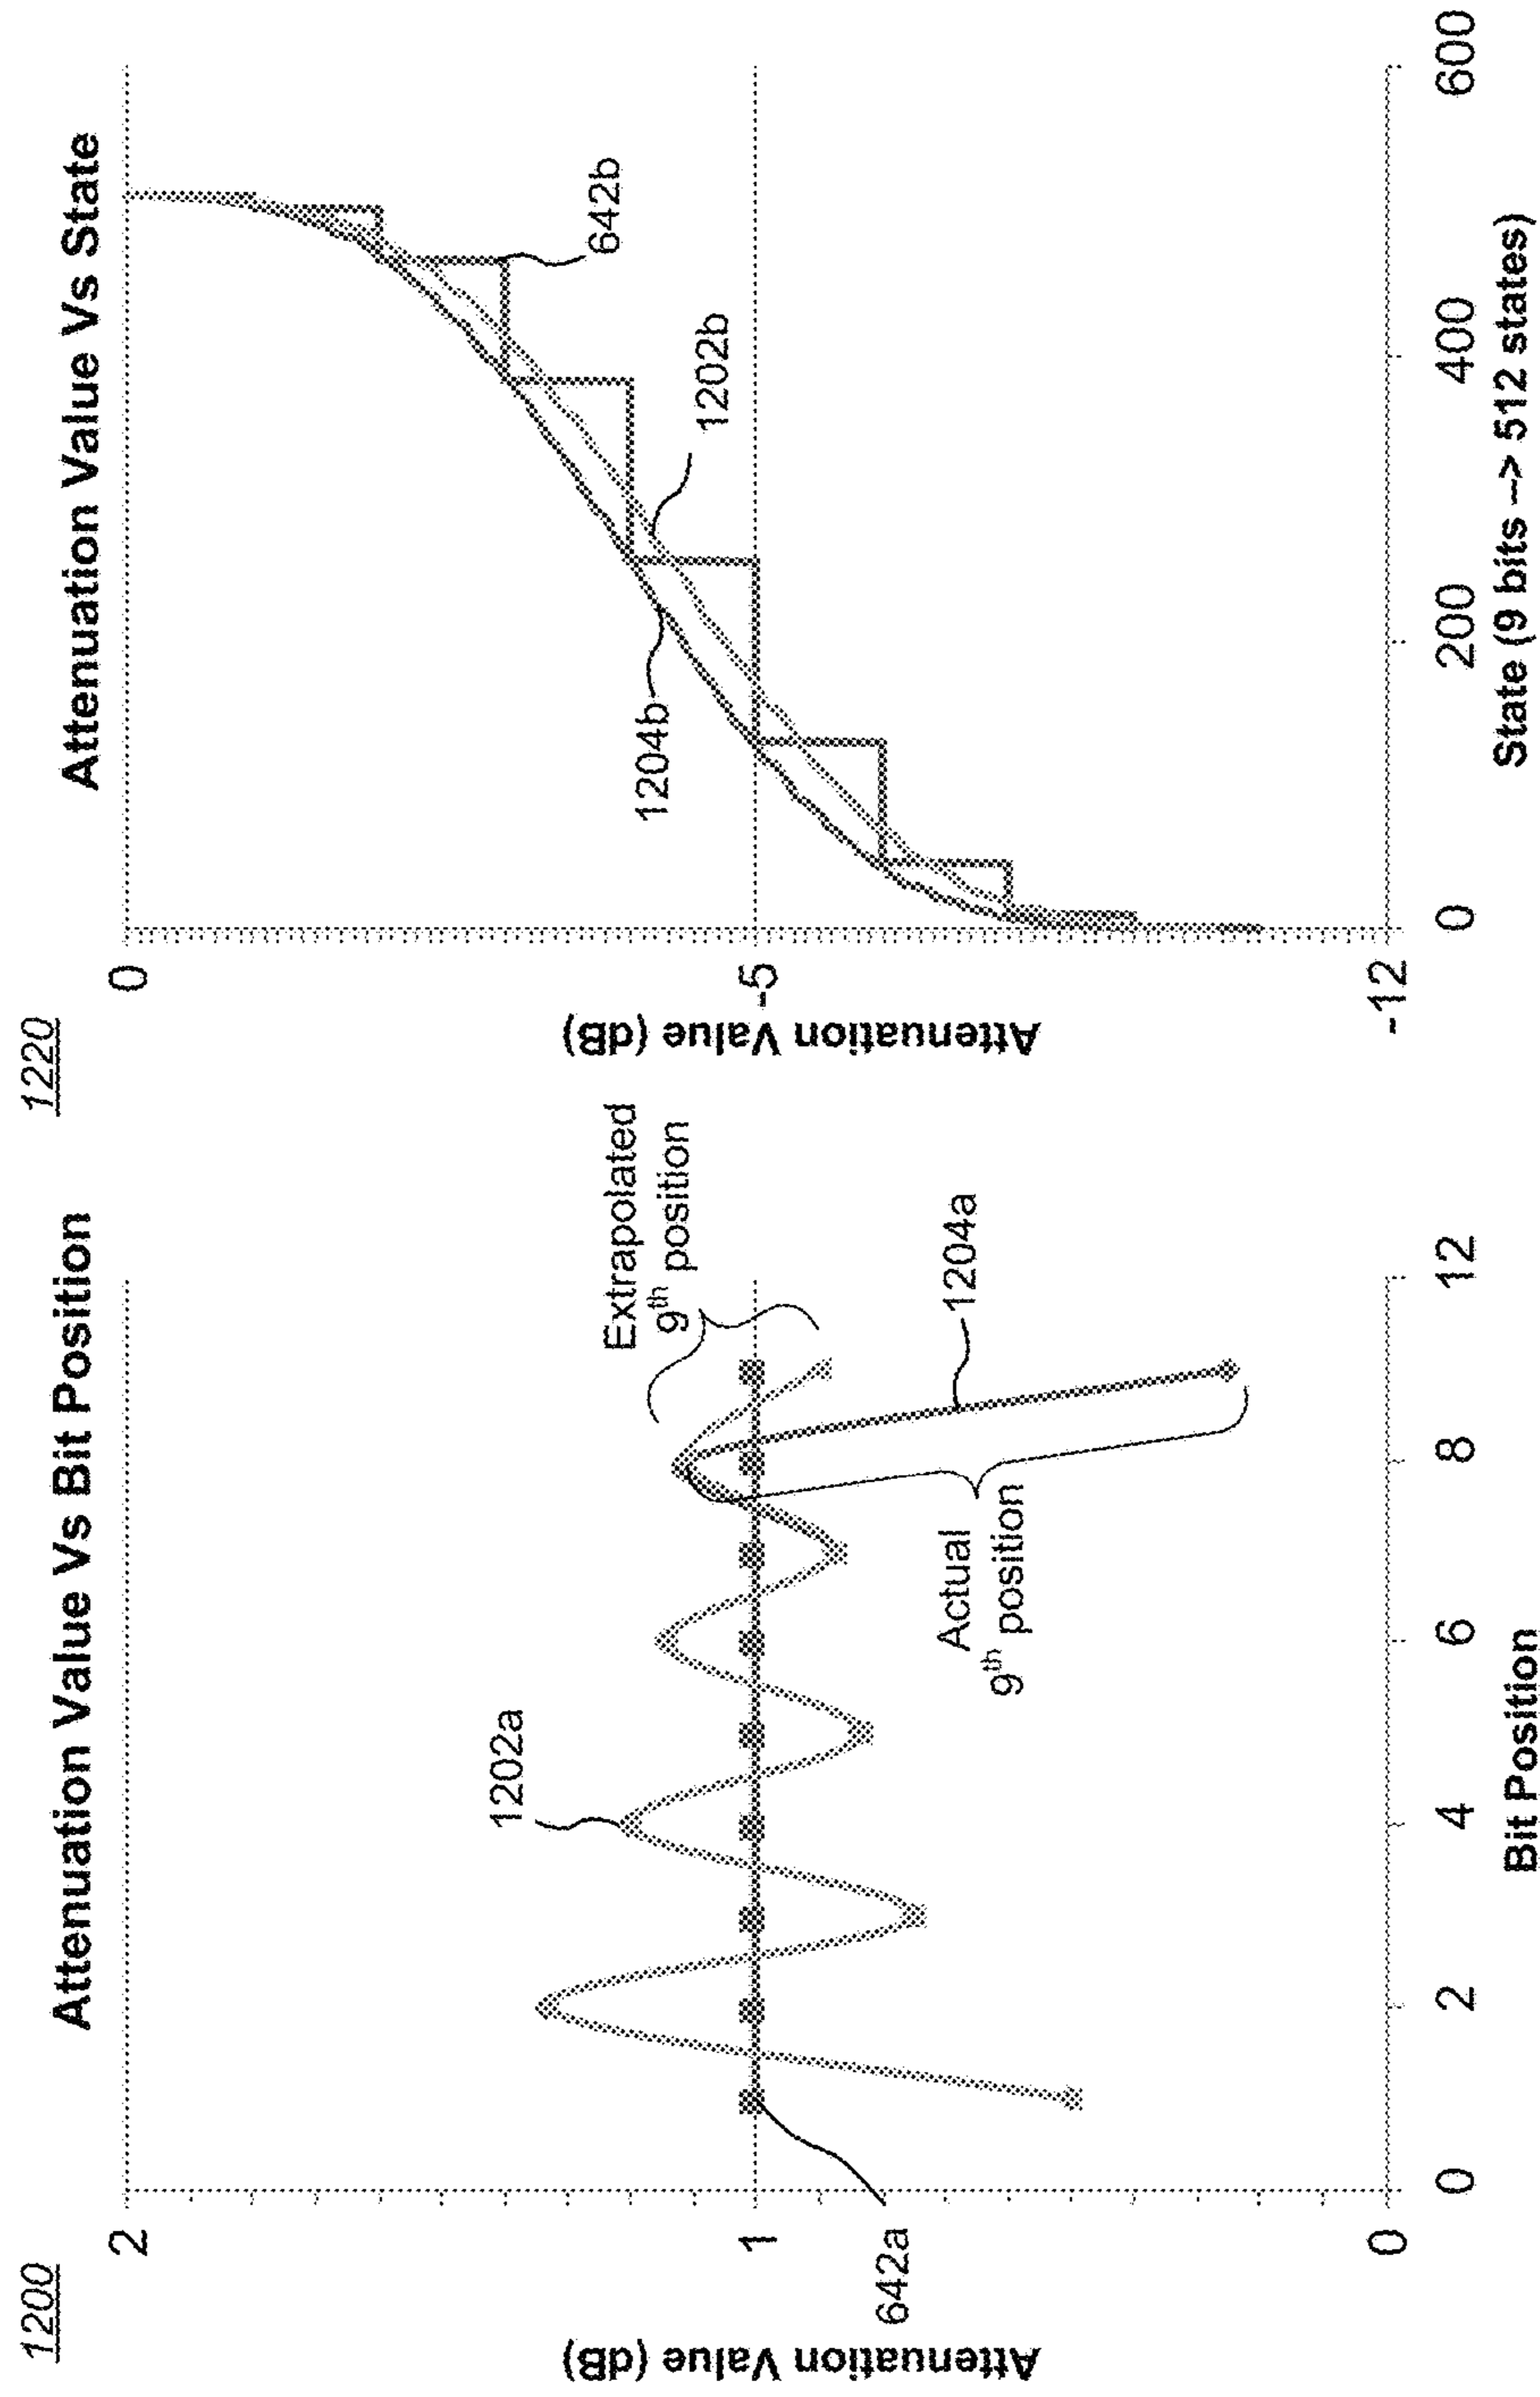 1200
Attenuation Value Vs Bit Position
Attenuation Value (dB)
2
1
0
642a
1202a
Extrapolated
9th position
1204a
Actual
9th position
0 2 4 6 8 12
Bit Position
1220
Attenuation Value Vs State
Attenuation Value (dB)
0
-5
-12
1204b
1202b
642b
0 200 400 600
State (9 bits --> 512 states)